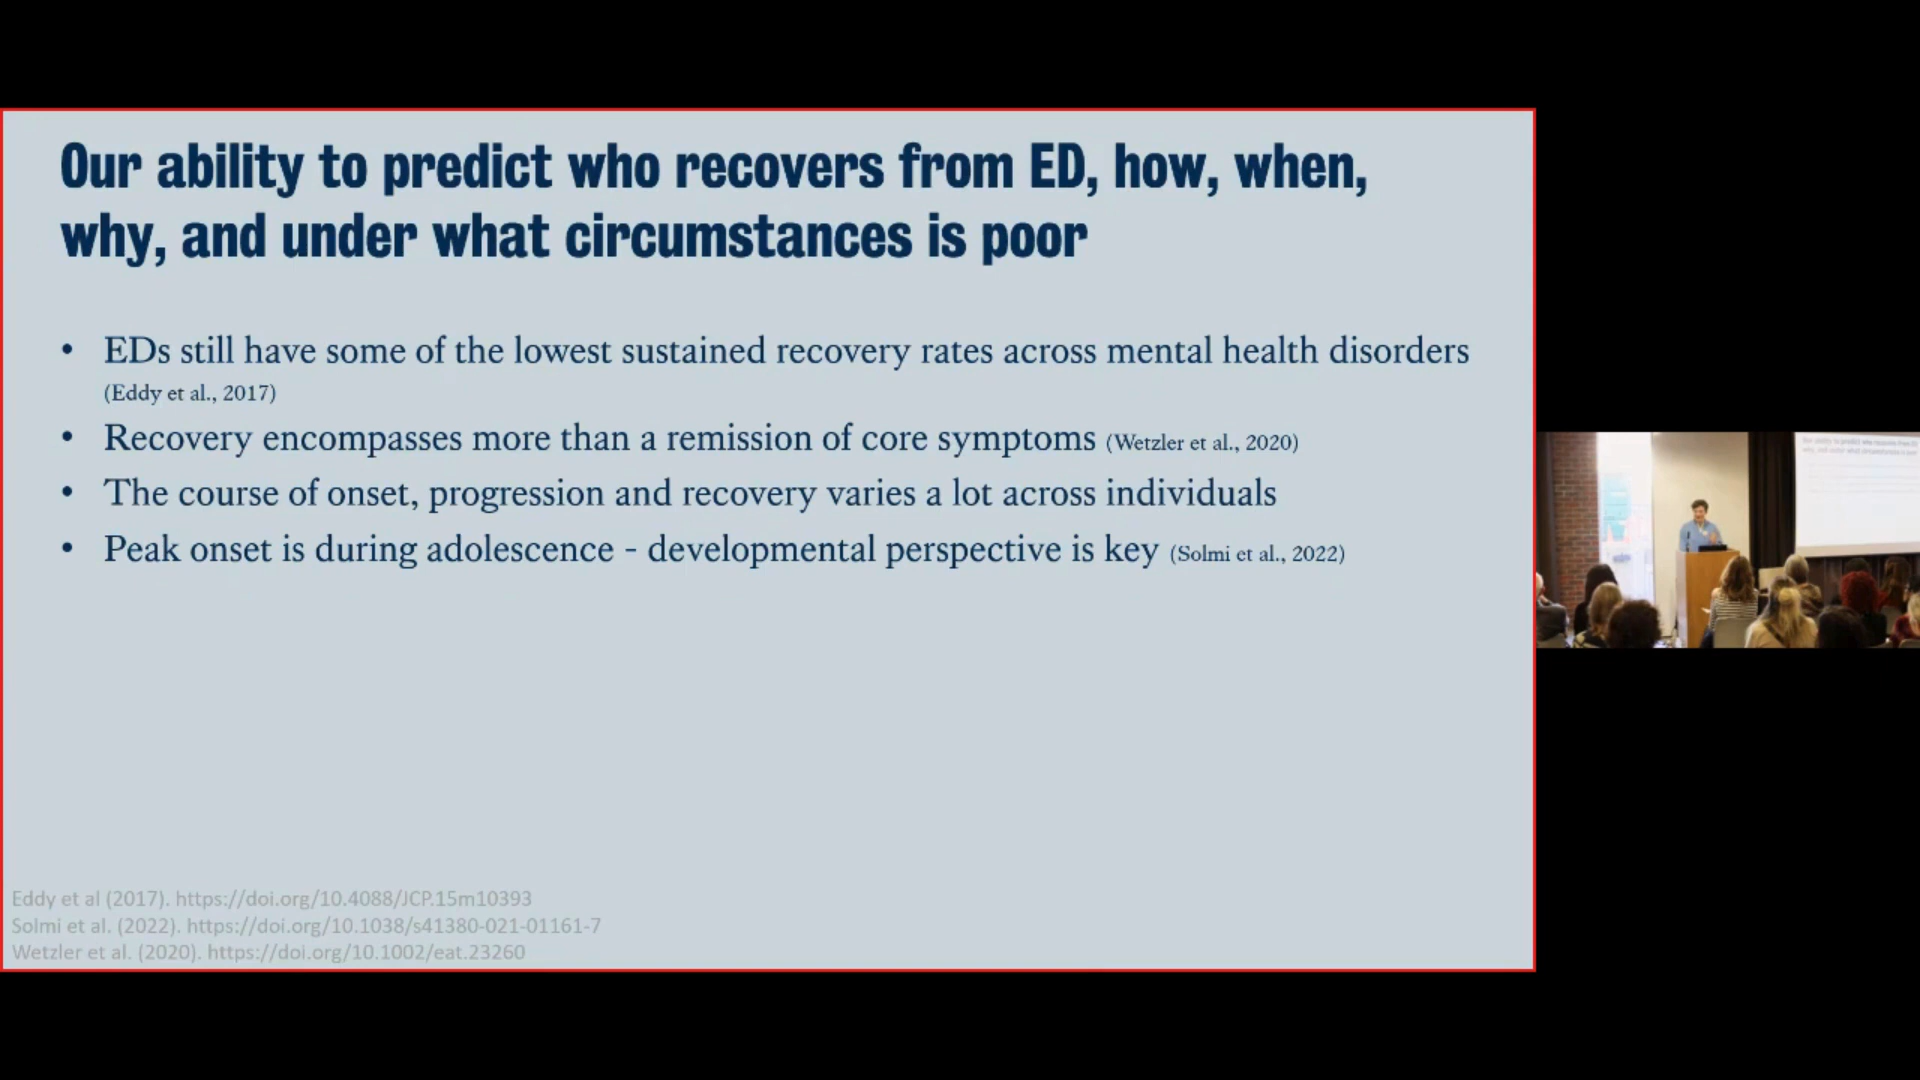 Our ability to predict who recovers from ED, how, when,
why, and under what circumstances is poor
• EDs still have some of the lowest sustained recovery rates across mental health disorders
(Eddy et al., 2017)
• Recovery encompasses more than a remission of core symptoms (Wetzler et al., 2020)
• The course of onset, progression and recovery varies a lot across individuals
• Peak onset is during adolescence - developmental perspective is key (Solmi et al., 2022)
Eddy et al (2017). https://doi.org/10.4088/JCP.15m10393
Solmi et al. (2022). https://doi.org/10.1038/s41380-021-01161-7
Wetzler et al. (2020). https://doi.org/10.1002/eat.23260